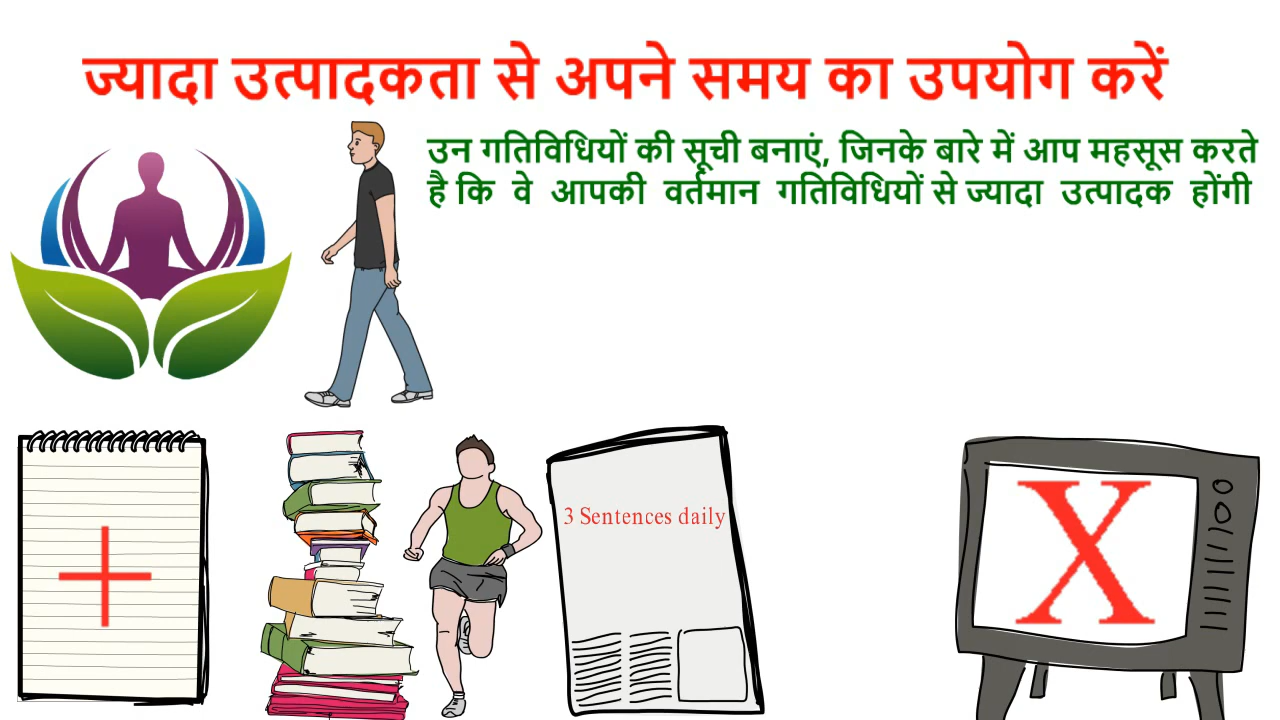 ज्यादा उत्पादकता से अपने समय का उपयोग करें
उन गतिविधियों की सूची बनाएं, जिनके बारे में आप महसूस करते
है कि वे आपकी वर्तमान गतिविधियों से ज्यादा उत्पादक होंगी
3 Sentences daily
+
X